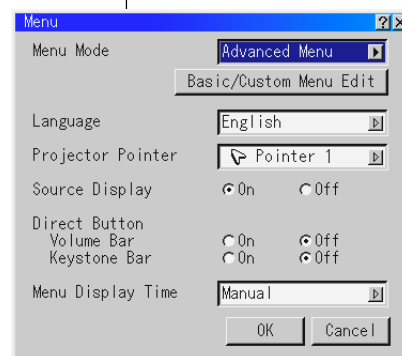 Menu
Menu Mode Advanced Menu
Basic/Custom Menu Edit
Language English
Projector Pointer Pointer 1
Source Display On Off
Direct Button
Volume Bar On Off
Keystone Bar On Off
Menu Display Time Manual
OK Cancel